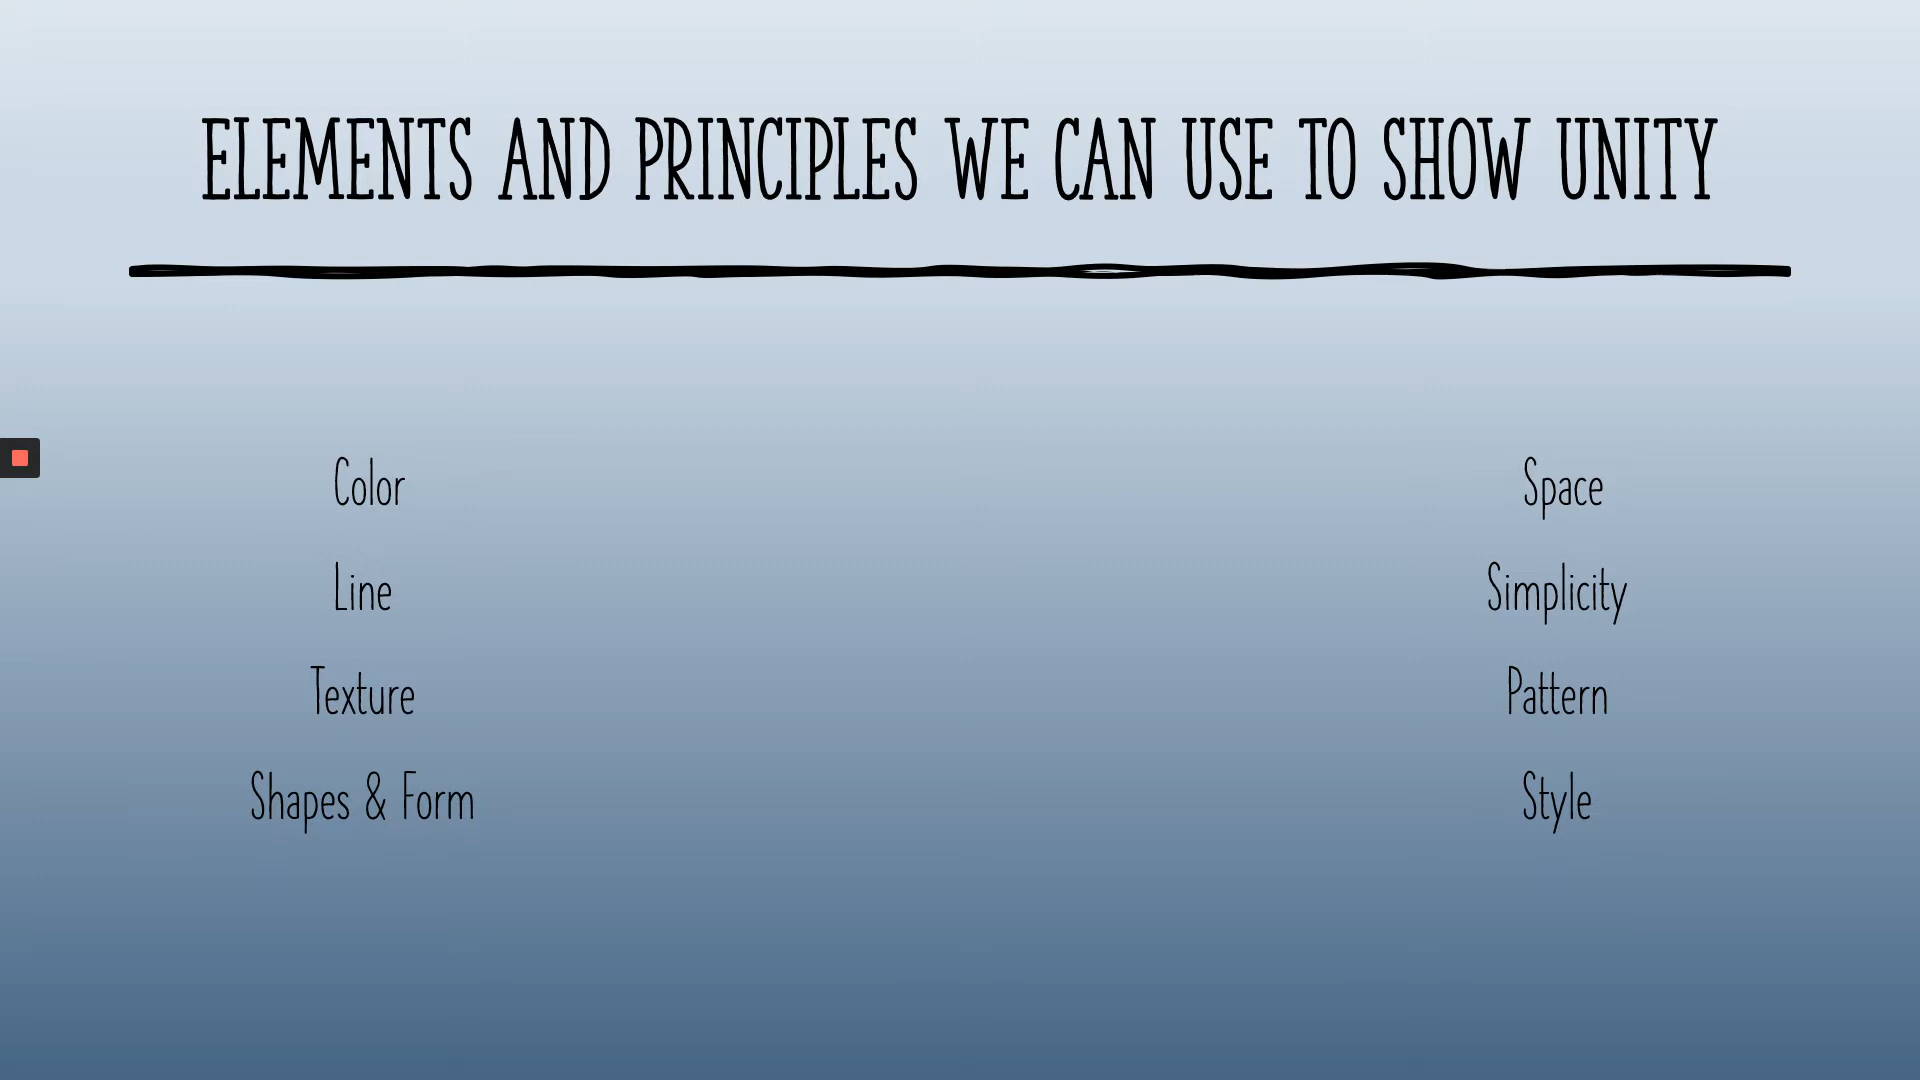 ELEMENTS AND PRINCIPLES WE CAN USE TO SHOW UNITY
Color
Line
Texture
Shapes & Form
Space
Simplicity
Pattern
Style